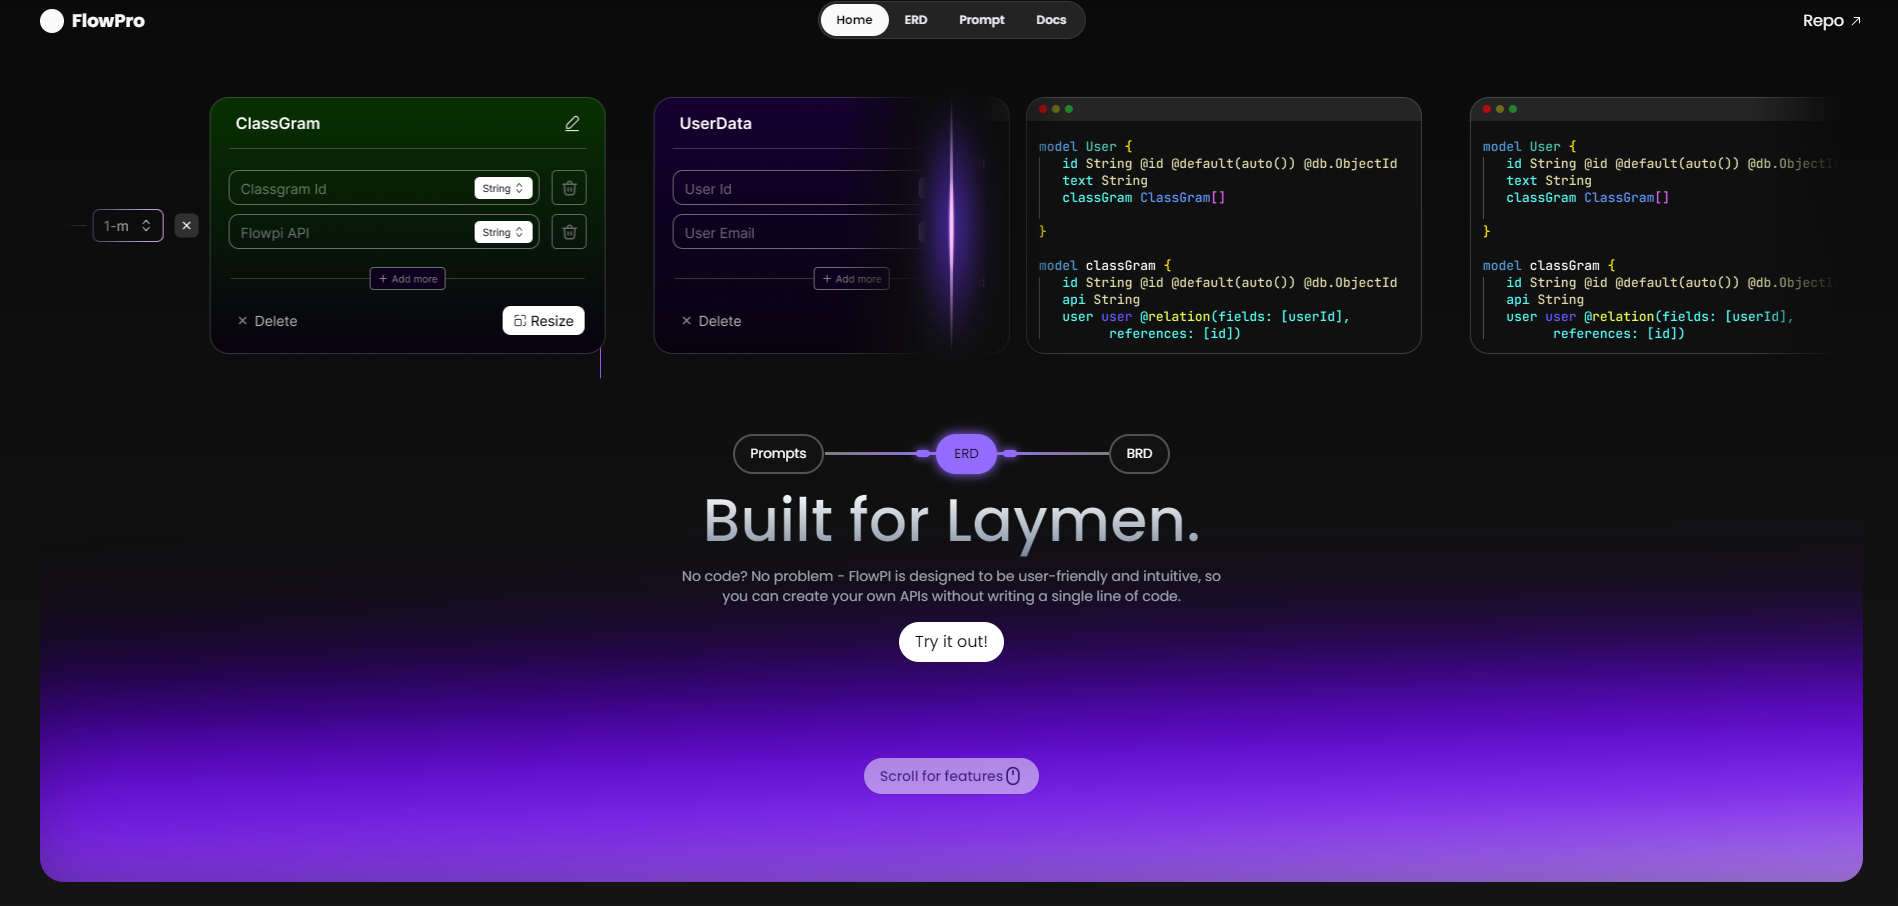 FlowPro
Home ERD Prompt Docs
Repo
1-m
ClassGram
Classgram Id String
Flowpi API String
+ Add more
Delete
Resize
UserData
User Id
User Email
+ Add more
Delete
model User {
id String @id @default(auto()) @db.ObjectId
text String
classGram ClassGram[]
}
model classGram {
id String @id @default(auto()) @db.ObjectId
api String
user user @relation(fields: [userId],
references: [id])
model User {
id String @id @default(auto()) @db.ObjectI
text String
classGram ClassGram[]
}
model classGram {
id String @id @default(auto()) @db.ObjectI
api String
user user @relation(fields: [userId],
references: [id])
Prompts ERD BRD
Built for Laymen.
No code? No problem - FlowPI is designed to be user-friendly and intuitive, so
you can create your own APIs without writing a single line of code.
Try it out!
Scroll for features